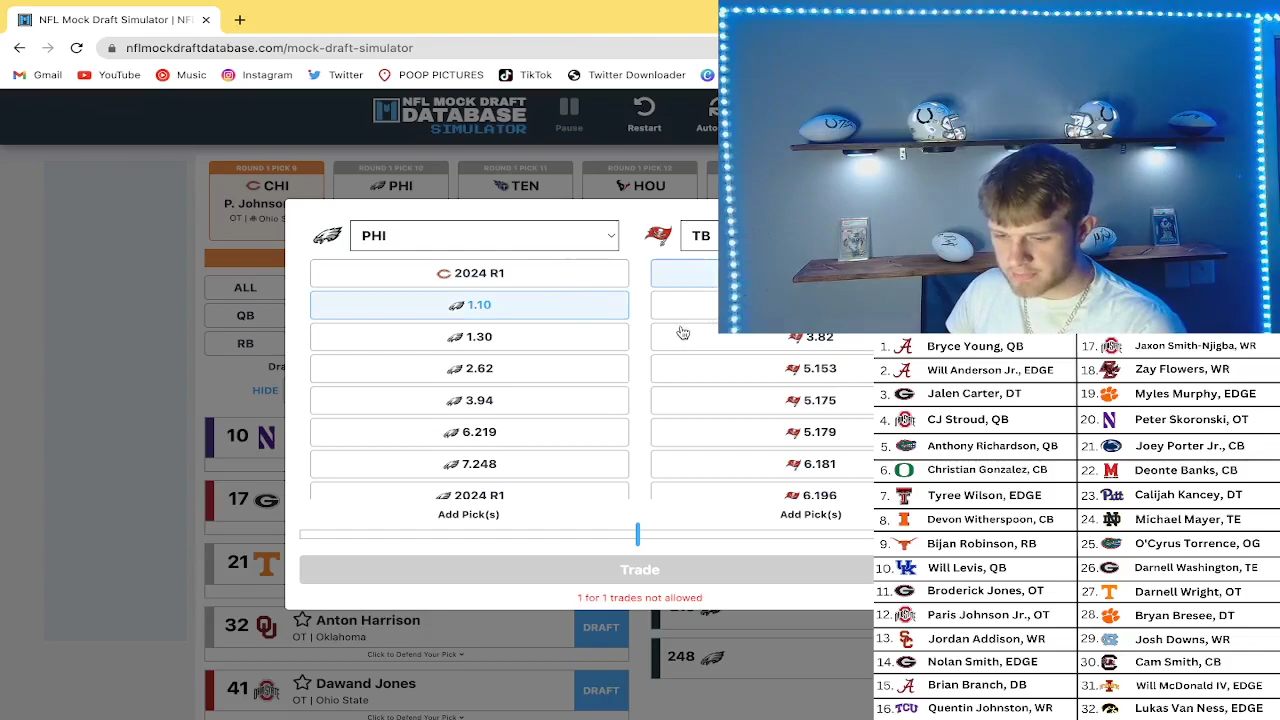 NFL Mock Draft Simulator | NFL
nflmockdraftdatabase.com/mock-draft-simulator
Gmail YouTube Music Instagram Twitter POOP PICTURES TikTok Twitter Downloader
NFL MOCK DRAFT
DATABASE
SIMULATOR
Pause
Restart
Auto
ROUND 1 PICK 9
CHI
P. Johnson
OT | Ohio S
ROUND 1 PICK 10
PHI
ROUND 1 PICK 11
TEN
ROUND 1 PICK 12
HOU
ALL
QB
RB
Dra
HIDE
PHI
TB
2024 R1
1.10
1.30
2.62
3.94
6.219
7.248
2024 R1
Add Pick(s)
3.82
5.153
5.175
5.179
6.181
6.196
Add Pick(s)
Trade
1 for 1 trades not allowed
10
17
21
32
Anton Harrison
OT | Oklahoma
DRAFT
Click to Defend Your Pick
41
Dawand Jones
OT | Ohio State
DRAFT
Click to Defend Your Pick
248
1. Bryce Young, QB
2. Will Anderson Jr., EDGE
3. Jalen Carter, DT
4. CJ Stroud, QB
5. Anthony Richardson, QB
6. Christian Gonzalez, CB
7. Tyree Wilson, EDGE
8. Devon Witherspoon, CB
9. Bijan Robinson, RB
10. Will Levis, QB
11. Broderick Jones, OT
12. Paris Johnson Jr., OT
13. Jordan Addison, WR
14. Nolan Smith, EDGE
15. Brian Branch, DB
16. Quentin Johnston, WR
17. Jaxon Smith-Njigba, WR
18. Zay Flowers, WR
19. Myles Murphy, EDGE
20. Peter Skoronski, OT
21. Joey Porter Jr., CB
22. Deonte Banks, CB
23. Calijah Kancey, DT
24. Michael Mayer, TE
25. O'Cyrus Torrence, OG
26. Darnell Washington, TE
27. Darnell Wright, OT
28. Bryan Bresee, DT
29. Josh Downs, WR
30. Cam Smith, CB
31. Will McDonald IV, EDGE
32. Lukas Van Ness, EDGE